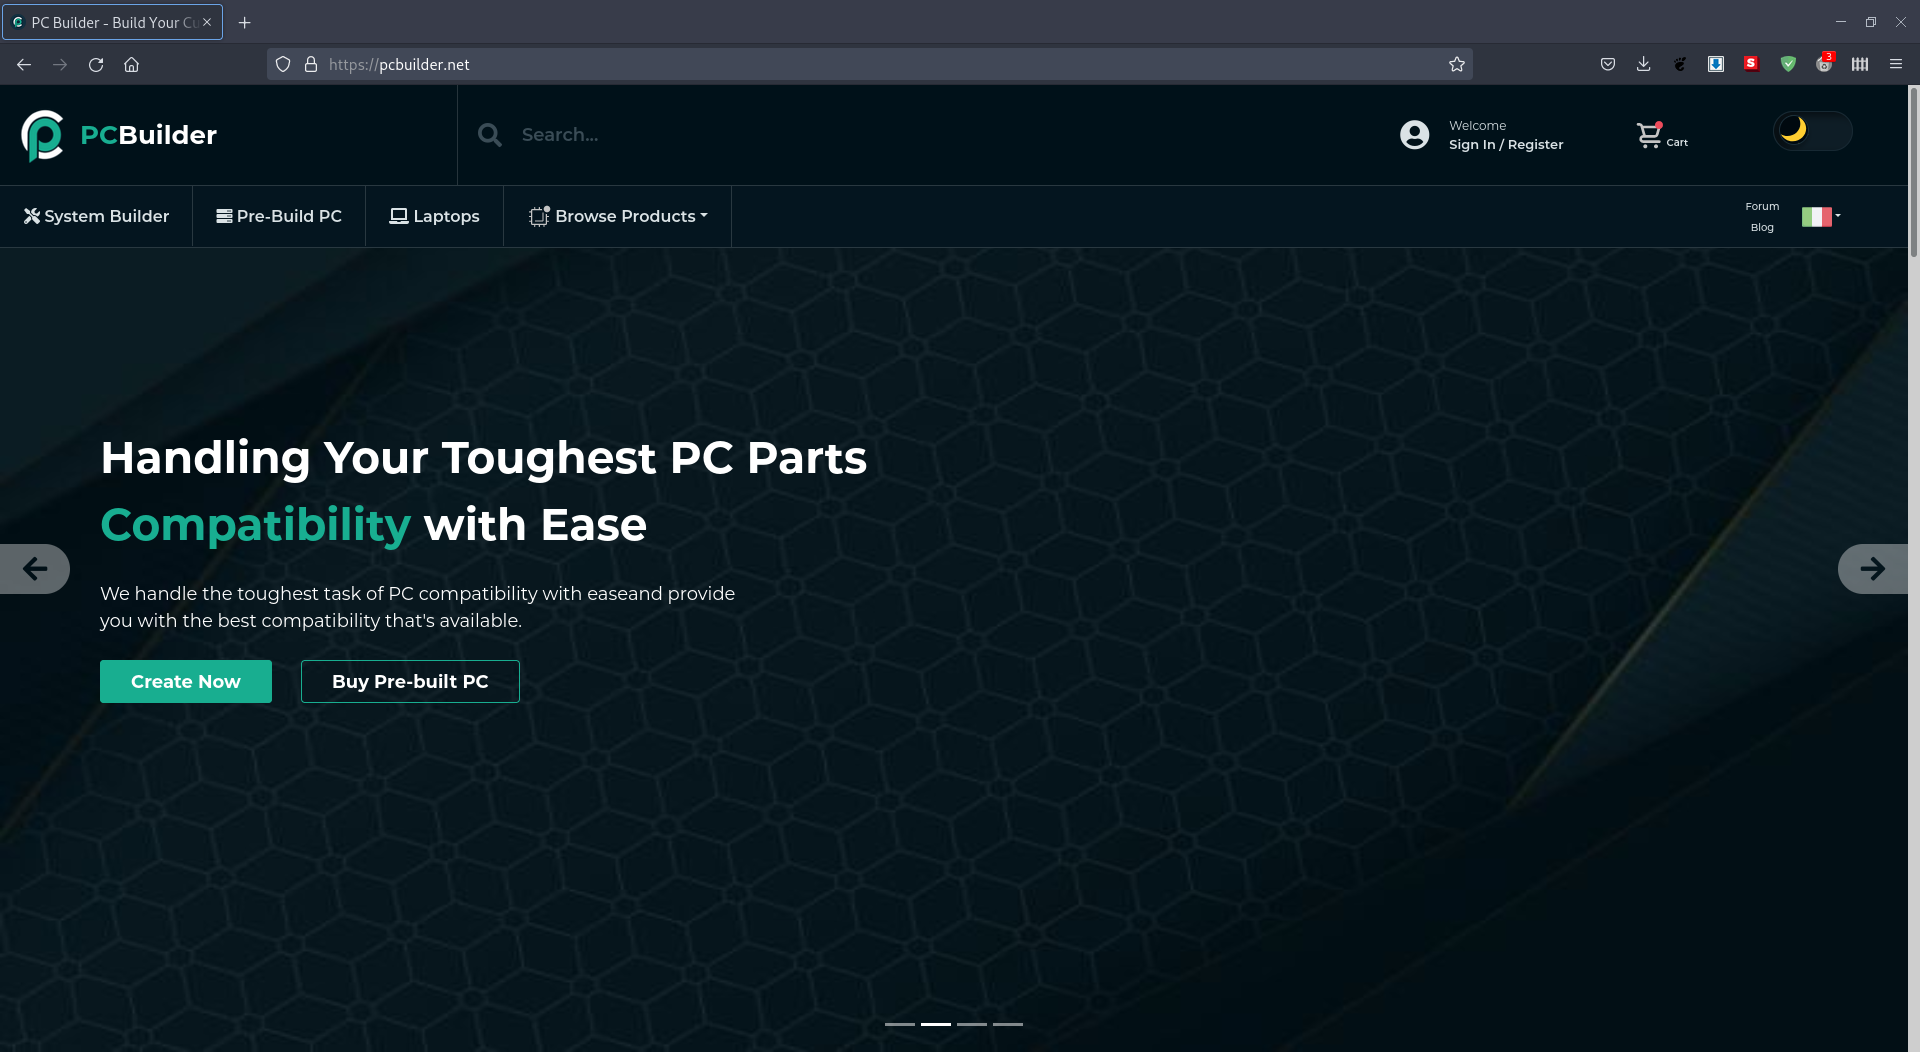 PC Builder - Build Your Cu
https://pcbuilder.net
3
PCBuilder
Search...
Welcome
Sign In / Register
Cart
System Builder
Pre-Build PC
Laptops
Browse Products
Forum
Blog
Handling Your Toughest PC Parts
Compatibility with Ease
We handle the toughest task of PC compatibility with easeand provide
you with the best compatibility that's available.
Create Now
Buy Pre-built PC